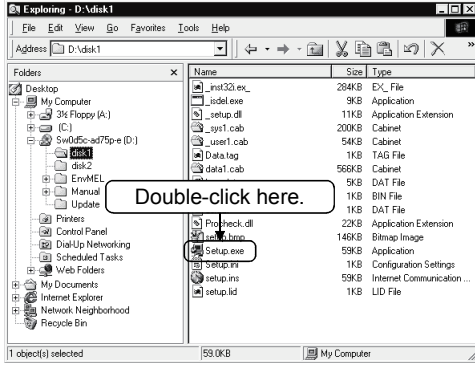 Exploring - D:\disk1
File Edit View Go Favorites Tools Help
Address D:\disk1
Folders
Desktop
My Computer
3½ Floppy (A:)
(C:)
Sw0d5c-ad75p-e (D:)
disk1
disk2
EnvMEL
Manual
Update
Printers
Control Panel
Dial-Up Networking
Scheduled Tasks
Web Folders
My Documents
Internet Explorer
Network Neighborhood
Recycle Bin
Name Size Type
_inst32i.ex_ 284KB EX_ File
_isdel.exe 9KB Application
_setup.dll 11KB Application Extension
_sys1.cab 200KB Cabinet
_user1.cab 54KB Cabinet
Data.tag 1KB TAG File
data1.cab 566KB Cabinet
5KB DAT File
1KB BIN File
1KB DAT File
Procheck.dll 22KB Application Extension
setup.bmp 146KB Bitmap Image
Setup.exe 59KB Application
Setup.ini 1KB Configuration Settings
setup.ins 59KB Internet Communication ...
setup.lid 1KB LID File
Double-click here.
1 object(s) selected 59.0KB My Computer